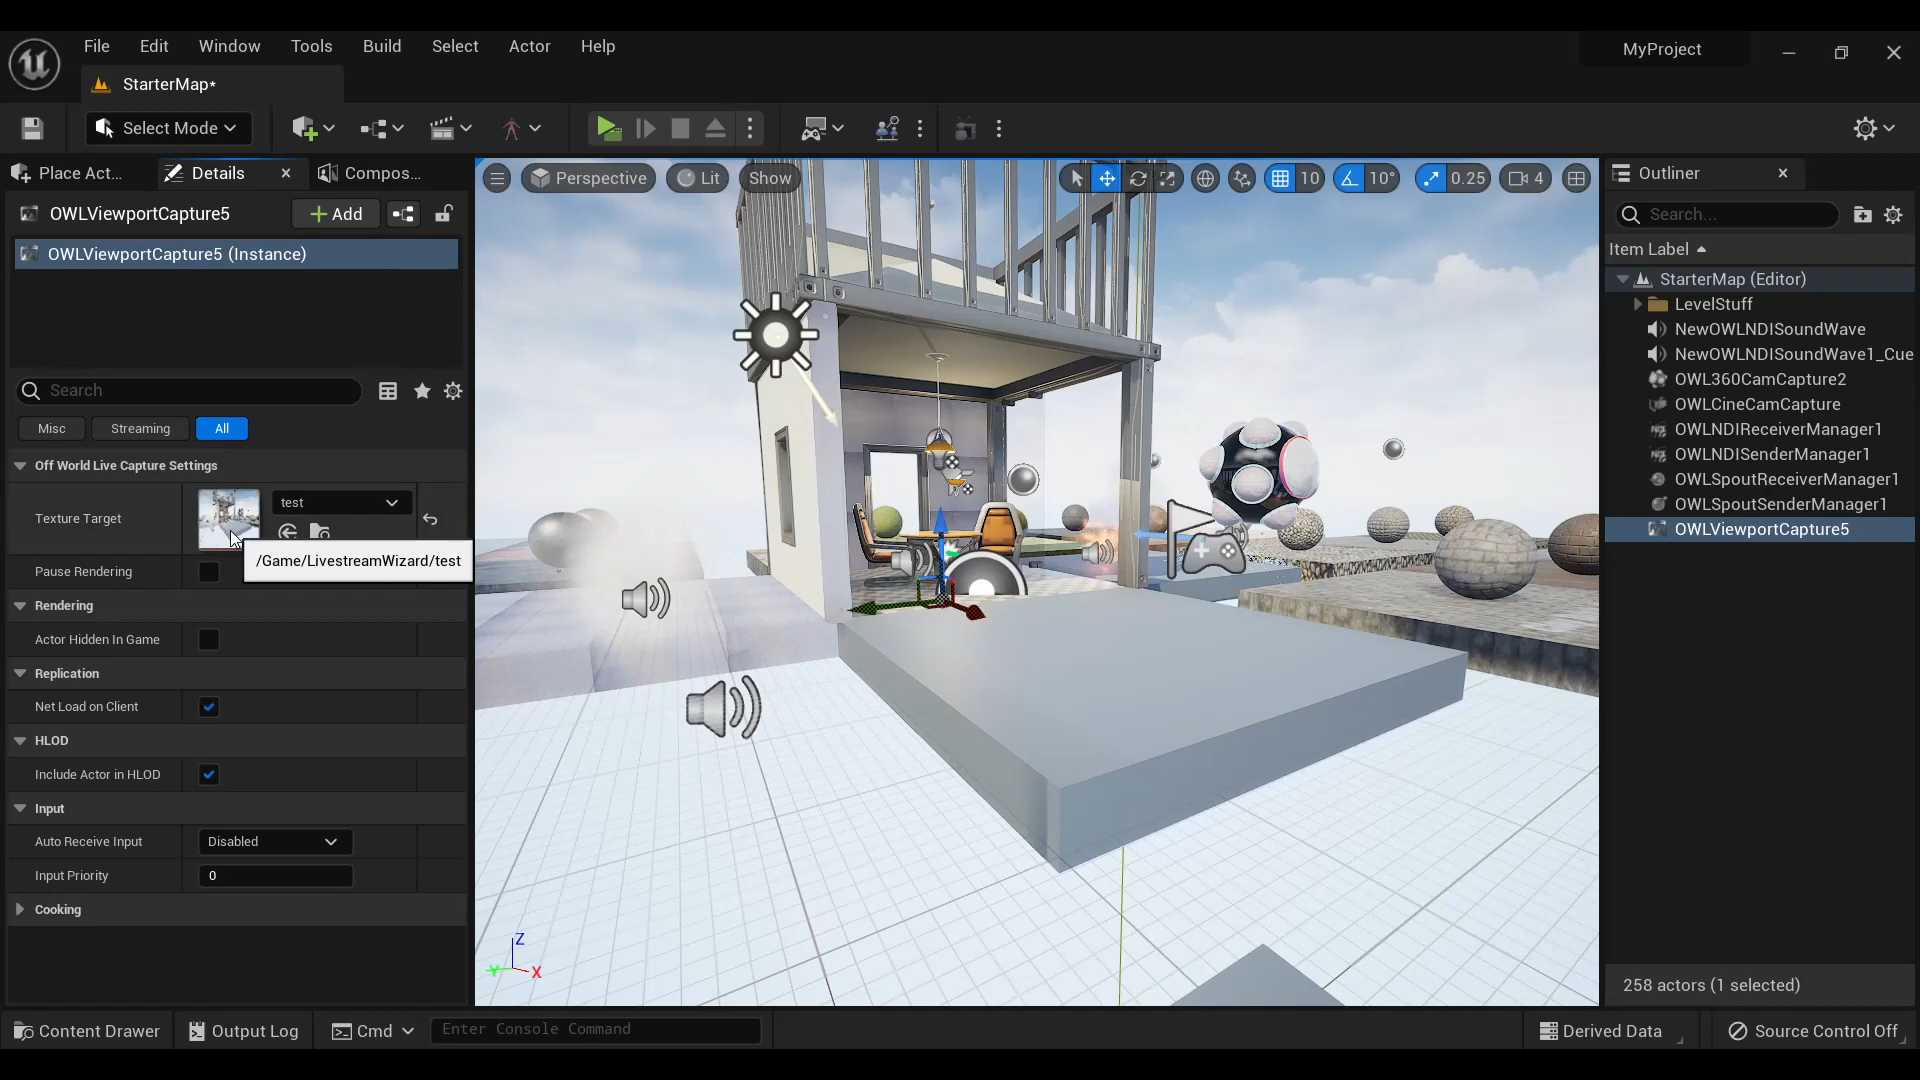 File Edit Window Tools Build Select Actor Help
MyProject
StarterMap*
Select Mode
Place Act...
Details
Compos...
Perspective
Lit
Show
10
10°
0.25
4
Outliner
OWLViewportCapture5
Add
OWLViewportCapture5 (Instance)
Search
Misc
Streaming
All
Off World Live Capture Settings
Texture Target
test
/Game/LivestreamWizard/test
Pause Rendering
Rendering
Actor Hidden In Game
Replication
Net Load on Client
HLOD
Include Actor in HLOD
Input
Auto Receive Input
Disabled
Input Priority
0
Cooking
Z
Y
X
Search...
Item Label
StarterMap (Editor)
LevelStuff
NewOWLNDISoundWave
NewOWLNDISoundWave1_Cue
OWL360CamCapture2
OWLCineCamCapture
OWLNDIReceiverManager1
OWLNDISenderManager1
OWLSpoutReceiverManager1
OWLSpoutSenderManager1
OWLViewportCapture5
258 actors (1 selected)
Content Drawer
Output Log
Cmd
Enter Console Command
Derived Data
Source Control Off